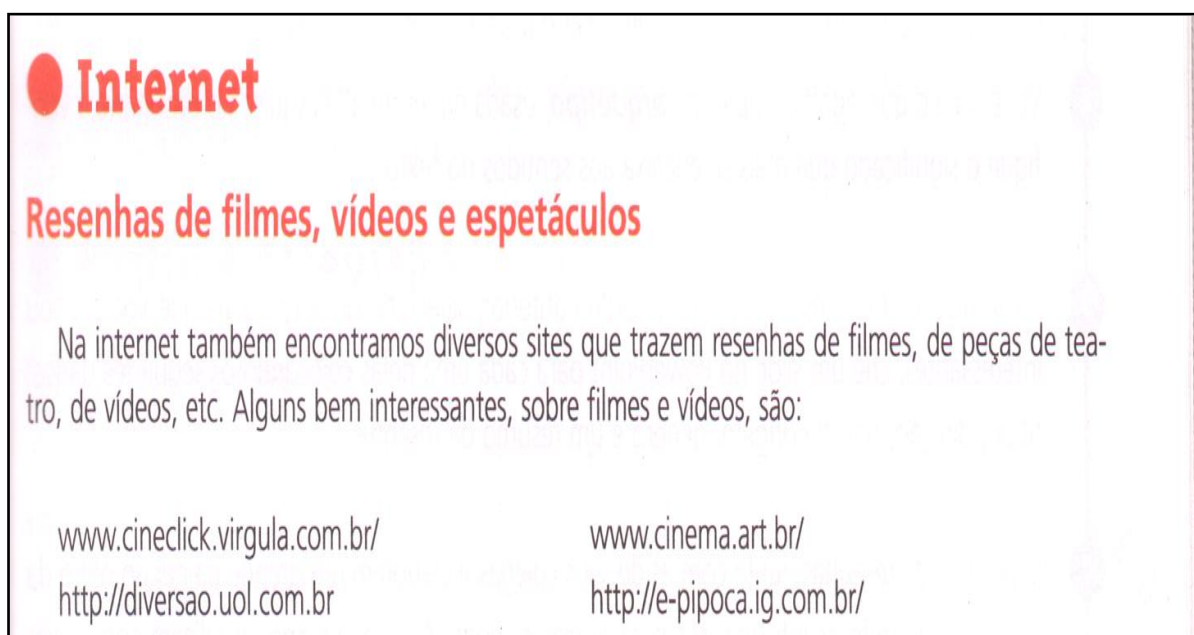 Internet
Resenhas de filmes, vídeos e espetáculos
Na internet também encontramos diversos sites que trazem resenhas de filmes, de peças de tea-
tro, de vídeos, etc. Alguns bem interessantes, sobre filmes e vídeos, são:
www.cineclick.virgula.com.br/ www.cinema.art.br/
http://diversao.uol.com.br http://e-pipoca.ig.com.br/